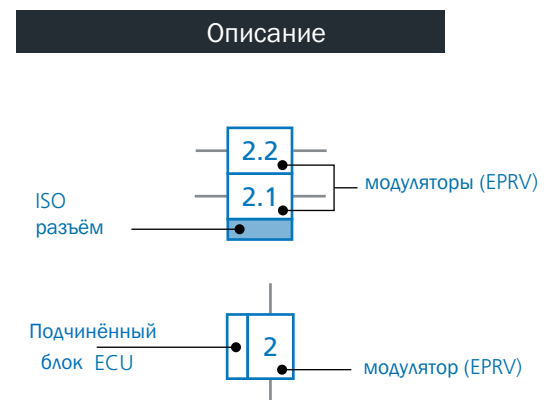 Описание
2.2
2.1
модуляторы (EPRV)
ISO
разъём
Подчинённый
блок ECU
2
модулятор (EPRV)